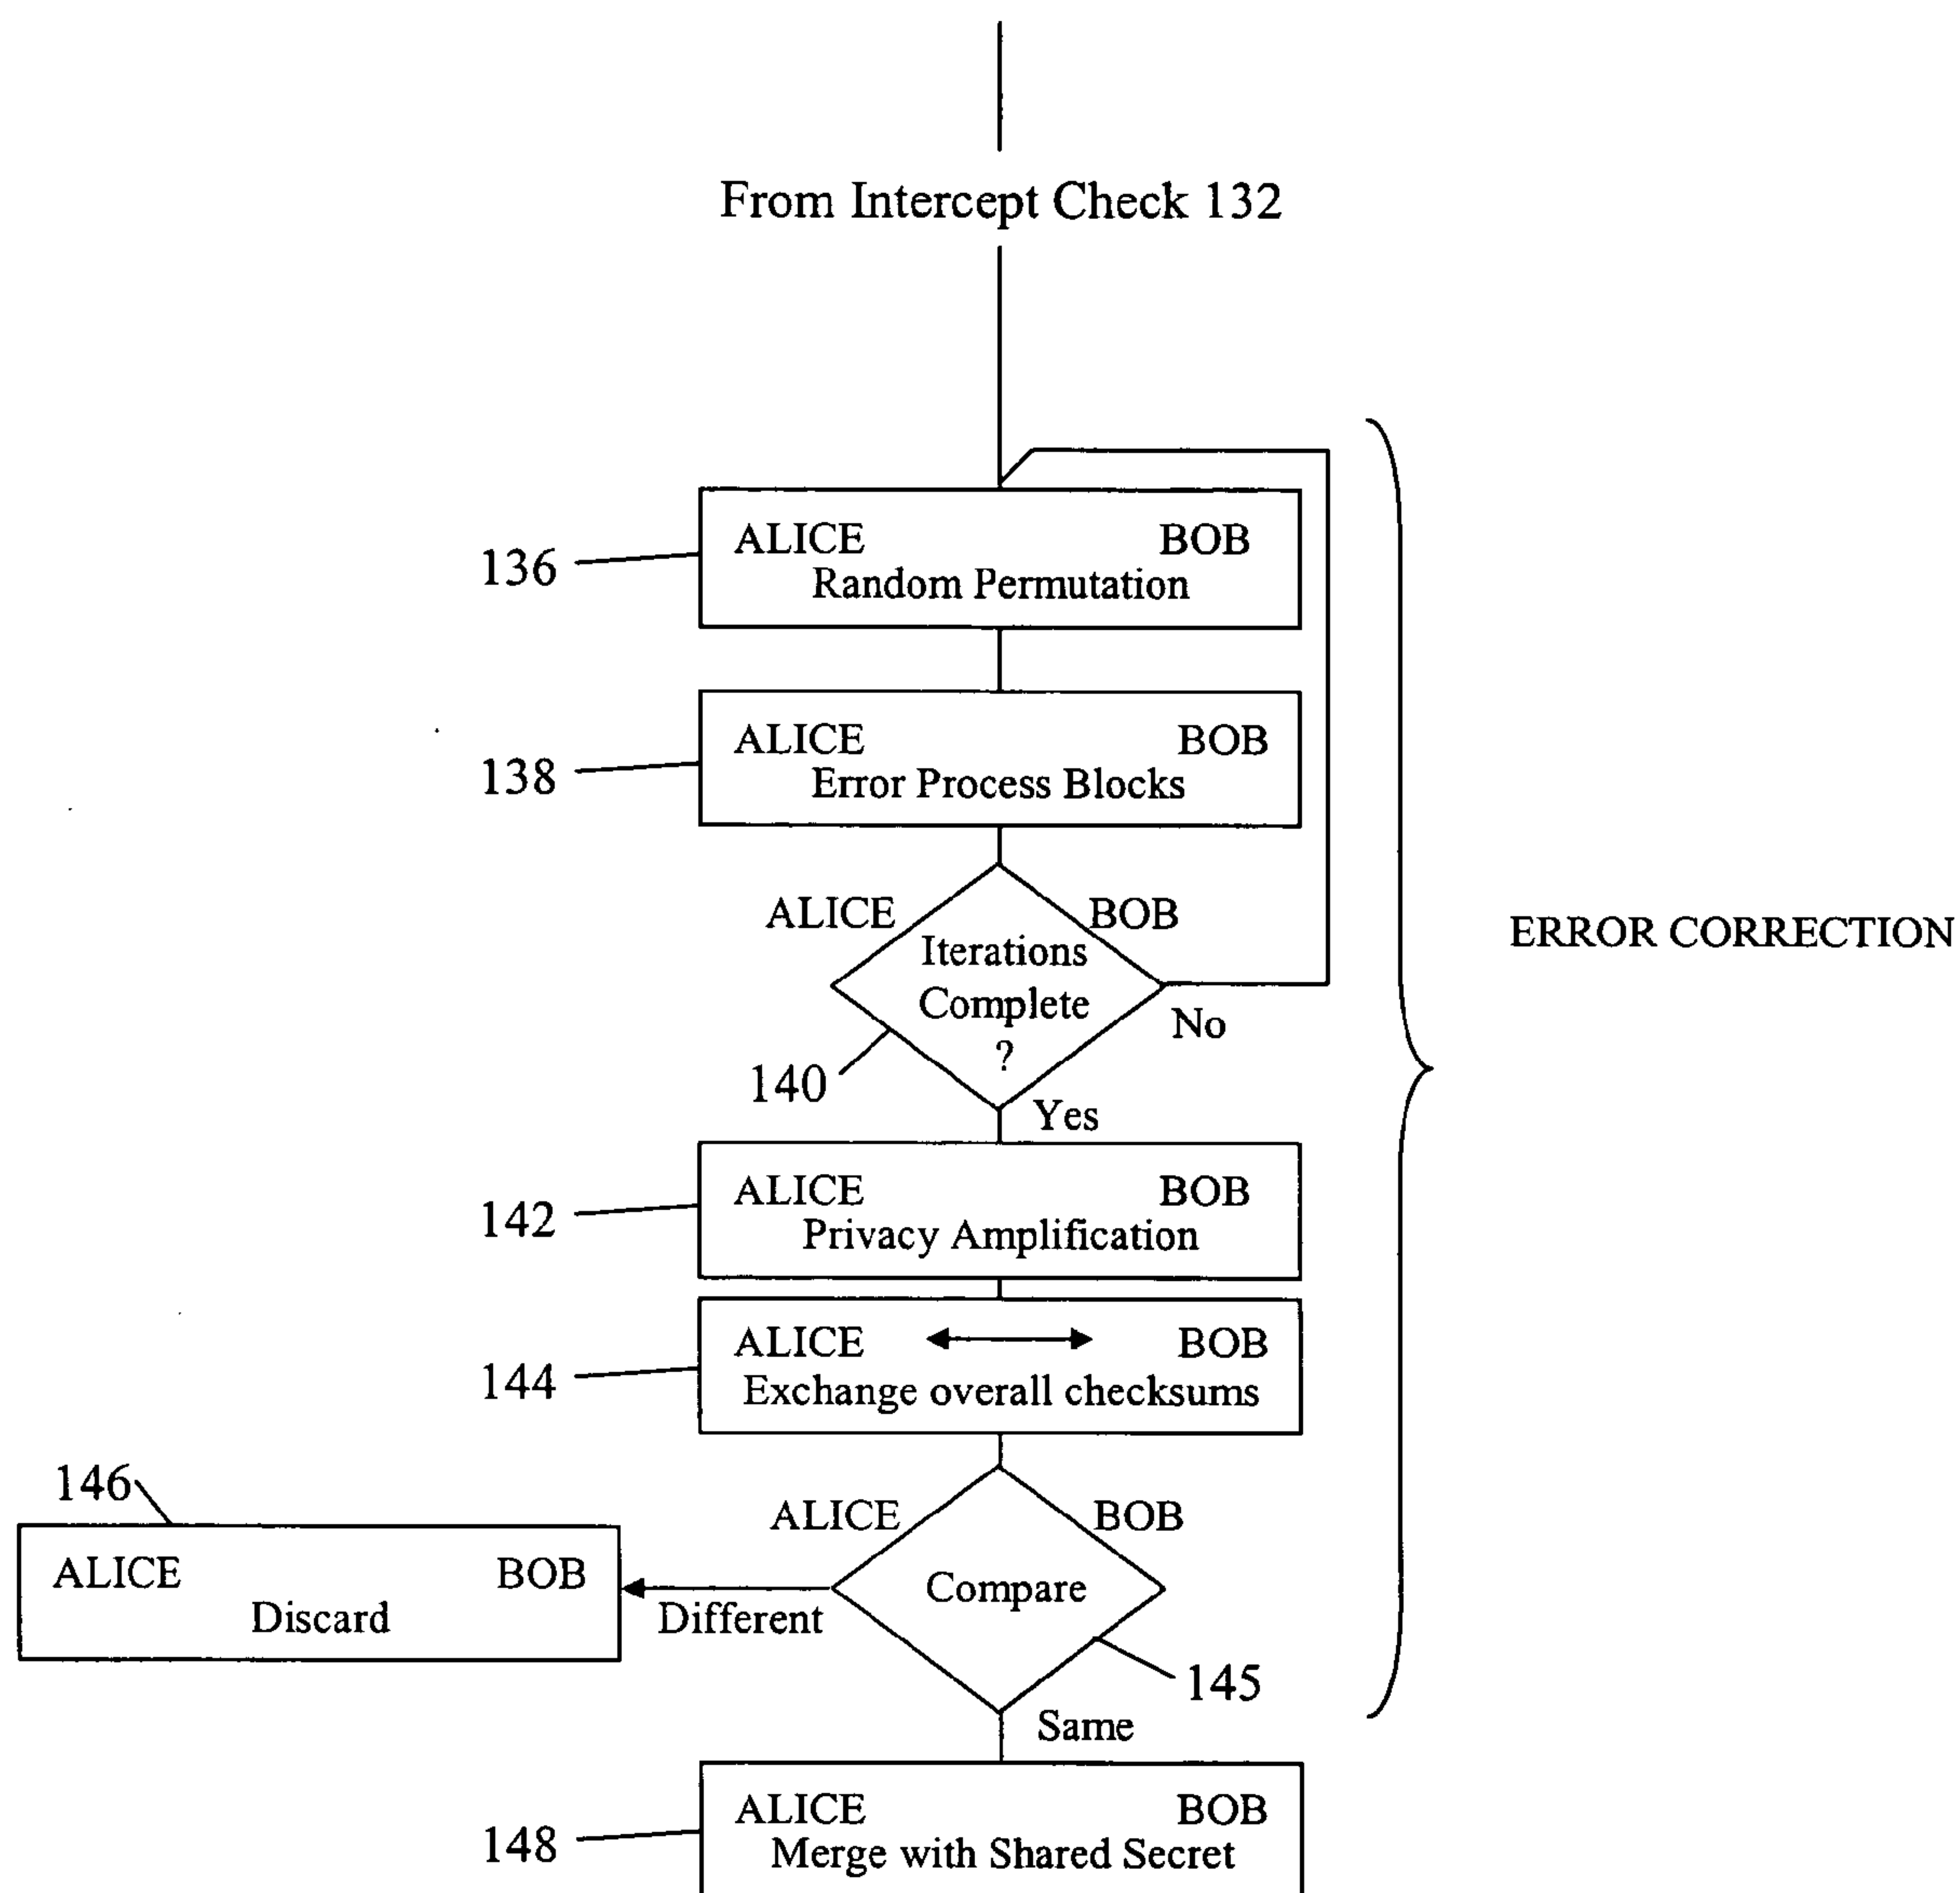 From Intercept Check 132
ALICE BOB
136
Random Permutation
ALICE BOB
138
Error Process Blocks
ALICE BOB
ERROR CORRECTION
Iterations
Complete
?
No
140
Yes
ALICE BOB
142
Privacy Amplification
ALICE BOB
144
Exchange overall checksums
146
ALICE BOB
ALICE BOB
Compare
Discard
Different
145
Same
ALICE BOB
148
Merge with Shared Secret